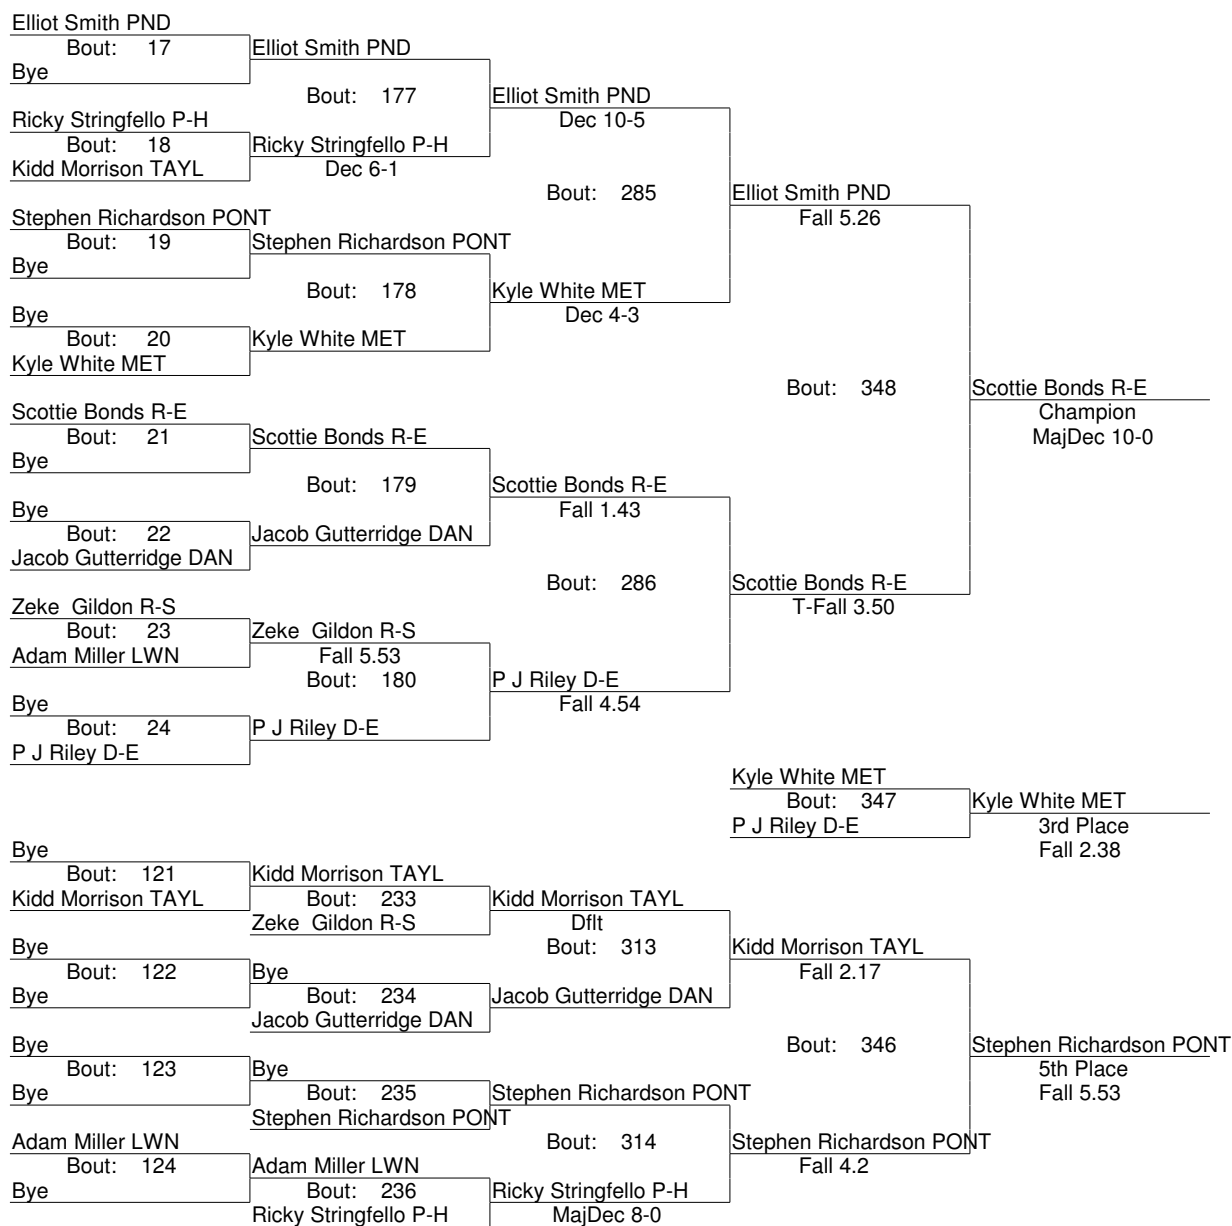 Elliot Smith PND
Bout: 17 Elliot Smith PND
Bye
Bout: 177 Elliot Smith PND
Ricky Stringfello P-H Dec 10-5
Bout: 18 Ricky Stringfello P-H
Kidd Morrison TAYL Dec 6-1
Bout: 285 Elliot Smith PND
Stephen Richardson PONT Fall 5.26
Bout: 19 Stephen Richardson PONT
Bye
Bout: 178 Kyle White MET
Bye Dec 4-3
Bout: 20 Kyle White MET
Kyle White MET
Bout: 348 Scottie Bonds R-E
Scottie Bonds R-E Champion
Bout: 21 Scottie Bonds R-E MajDec 10-0
Bye
Bout: 179 Scottie Bonds R-E
Bye Fall 1.43
Bout: 22 Jacob Gutterridge DAN
Jacob Gutterridge DAN
Bout: 286 Scottie Bonds R-E
Zeke  Gildon R-S T-Fall 3.50
Bout: 23 Zeke  Gildon R-S
Adam Miller LWN Fall 5.53
Bout: 180 P J Riley D-E
Bye Fall 4.54
Bout: 24 P J Riley D-E
P J Riley D-E
Kyle White MET
Bout: 347 Kyle White MET
P J Riley D-E 3rd Place
Bye Fall 2.38
Bout: 121 Kidd Morrison TAYL
Kidd Morrison TAYL Bout: 233 Kidd Morrison TAYL
Zeke  Gildon R-S Dflt
Bye Bout: 313 Kidd Morrison TAYL
Bout: 122 Bye Fall 2.17
Bye Bout: 234 Jacob Gutterridge DAN
Jacob Gutterridge DAN
Bye Bout: 346 Stephen Richardson PONT
Bout: 123 Bye 5th Place
Bye Bout: 235 Stephen Richardson PONT Fall 5.53
Stephen Richardson PONT
Adam Miller LWN Bout: 314 Stephen Richardson PONT
Bout: 124 Adam Miller LWN Fall 4.2
Bye Bout: 236 Ricky Stringfello P-H
Ricky Stringfello P-H MajDec 8-0